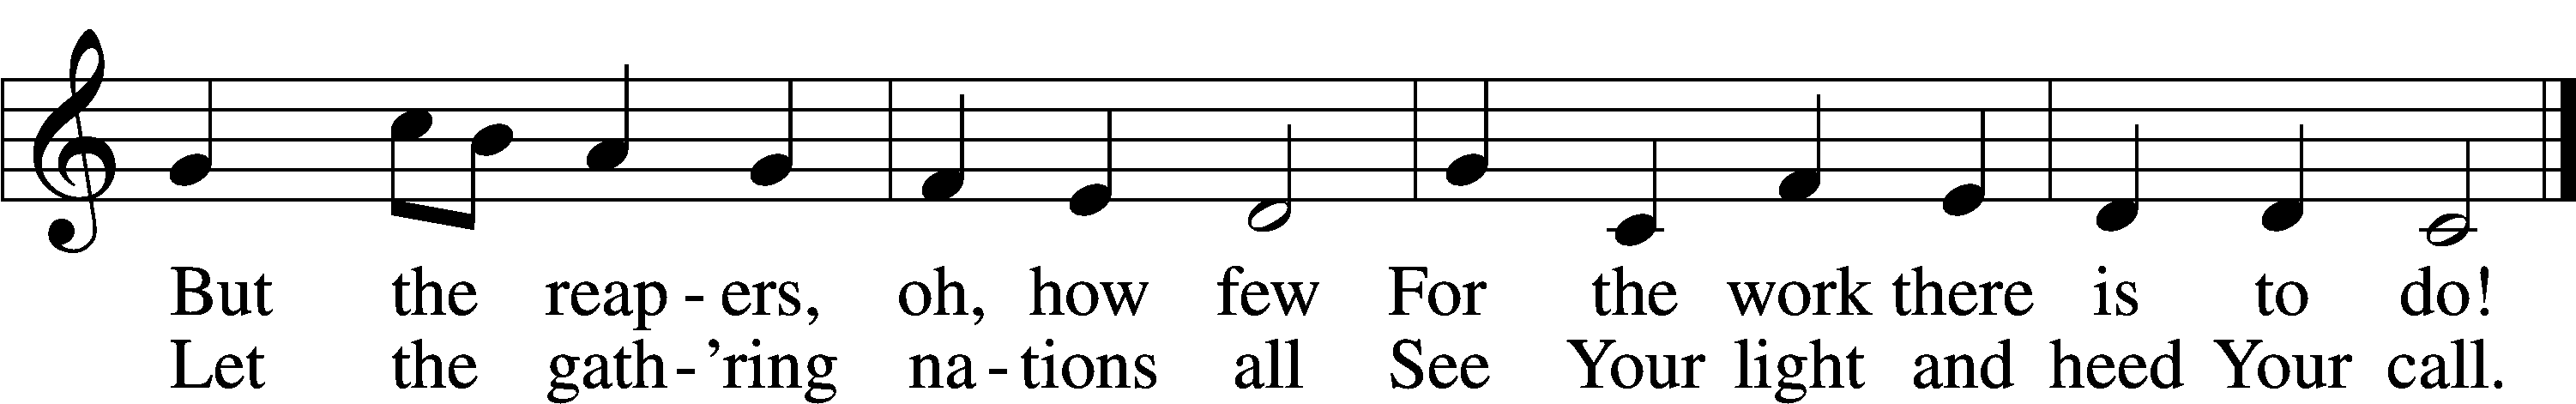 But the reap - ers, oh, how few For the work there is to do!
Let the gath - ’ring na - tions all See Your light and heed Your call.